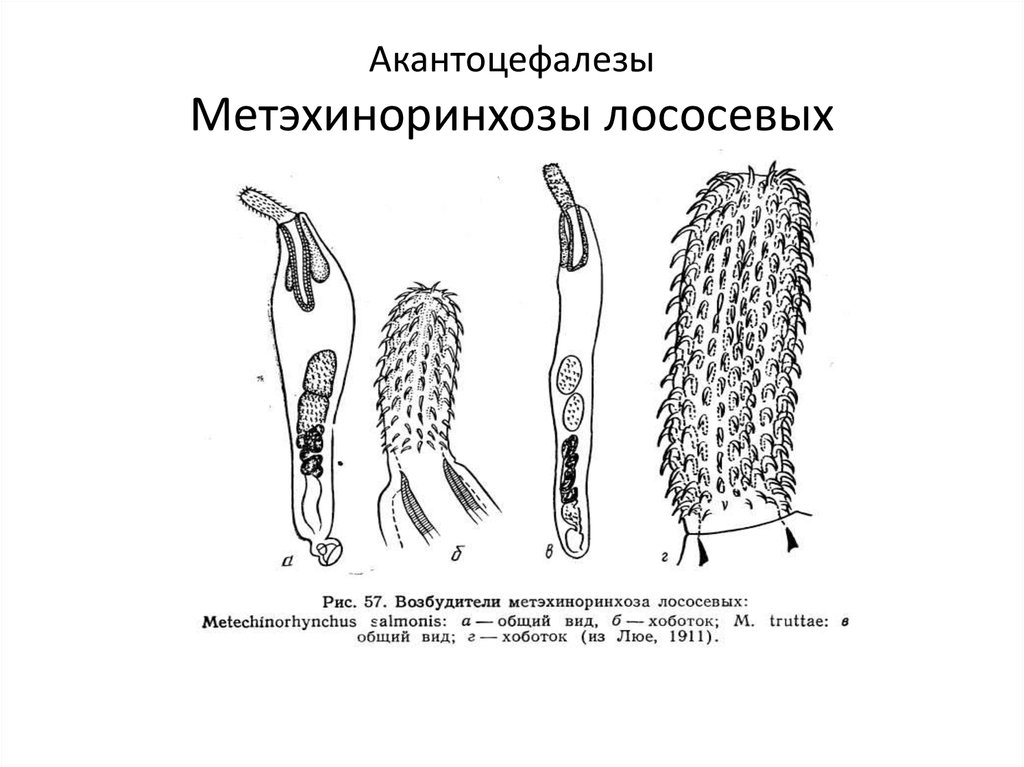 Акантоцефалезы
Метэхиноринхозы лососевых
а
б
в
г
Рис. 57. Возбудители метэхиноринхоза лососевых:
Metechinorhynchus salmonis: а — общий вид, б — хоботок; M. truttae: в
общий вид; г — хоботок (из Люе, 1911).